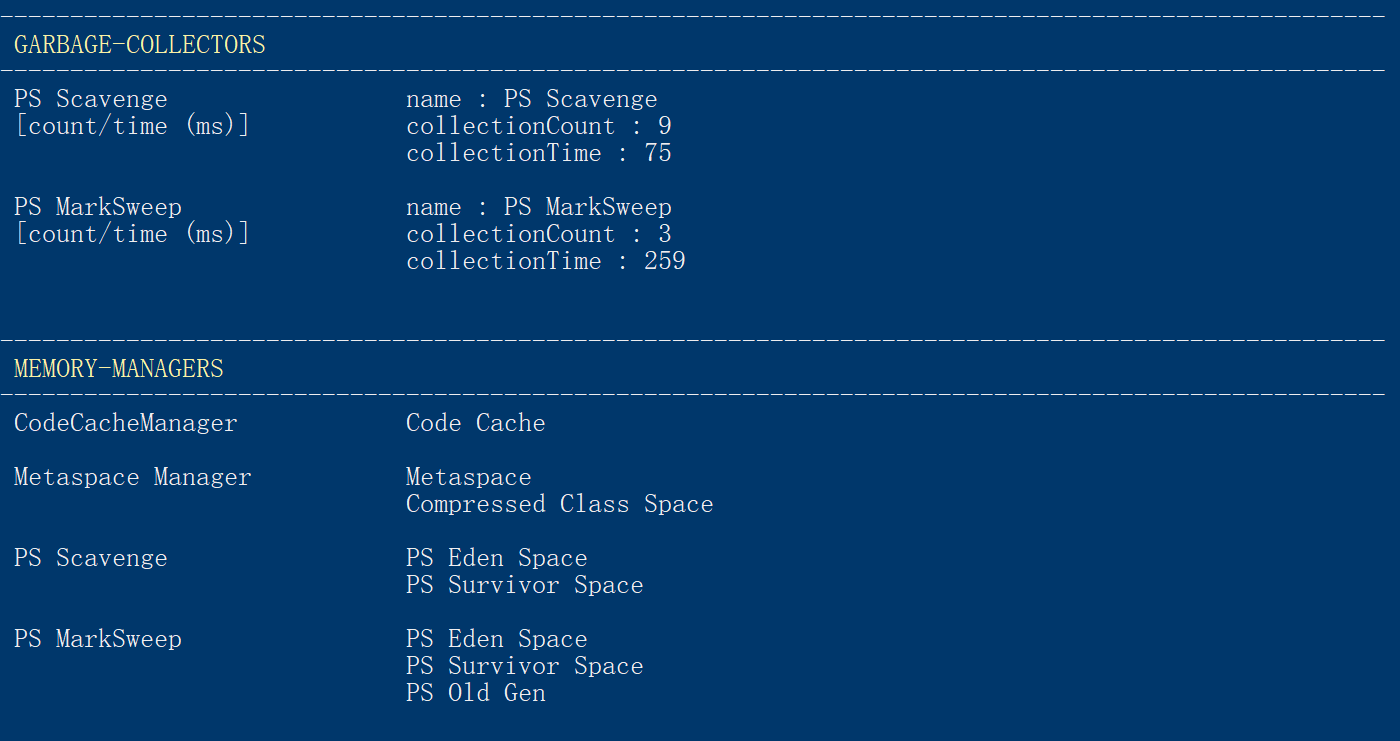 GARBAGE-COLLECTORS
PS Scavenge name : PS Scavenge
[count/time (ms)] collectionCount : 9
collectionTime : 75
PS MarkSweep name : PS MarkSweep
[count/time (ms)] collectionCount : 3
collectionTime : 259
MEMORY-MANAGERS
CodeCacheManager Code Cache
Metaspace Manager Metaspace
Compressed Class Space
PS Scavenge PS Eden Space
PS Survivor Space
PS MarkSweep PS Eden Space
PS Survivor Space
PS Old Gen